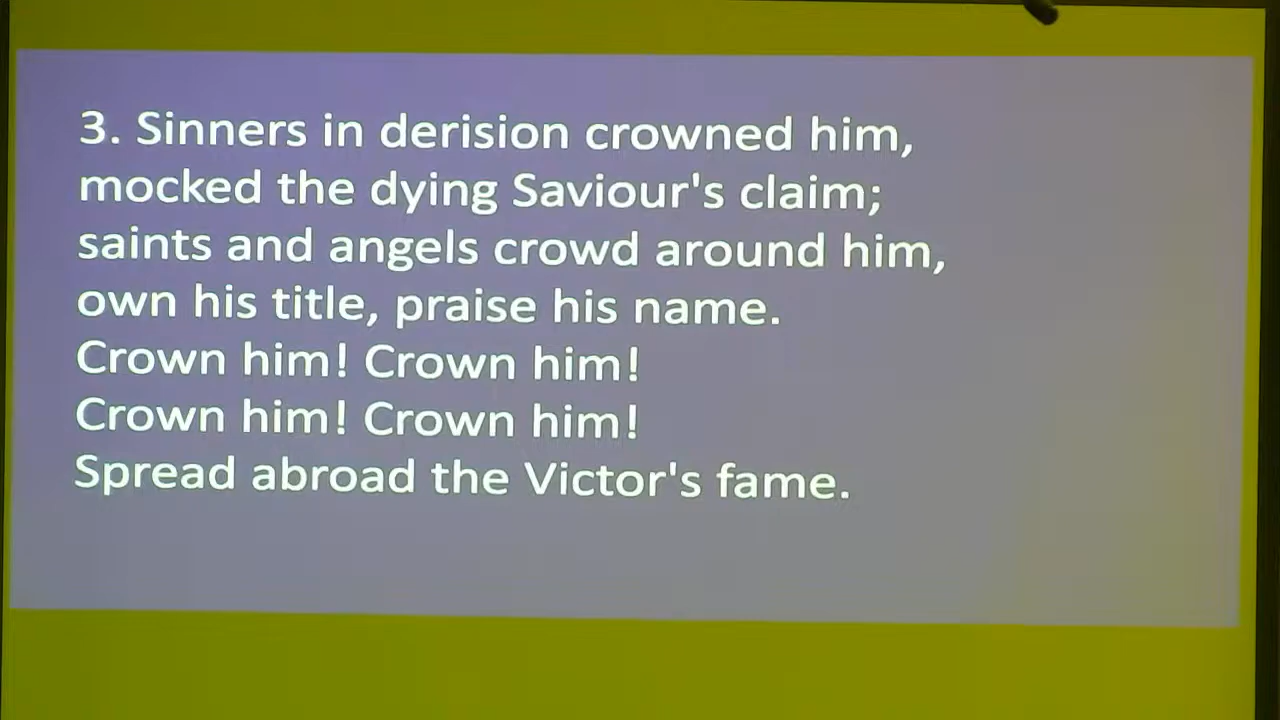 3. Sinners in derision crowned him,
mocked the dying Saviour's claim;
saints and angels crowd around him,
own his title, praise his name.
Crown him! Crown him!
Crown him! Crown him!
Spread abroad the Victor's fame.